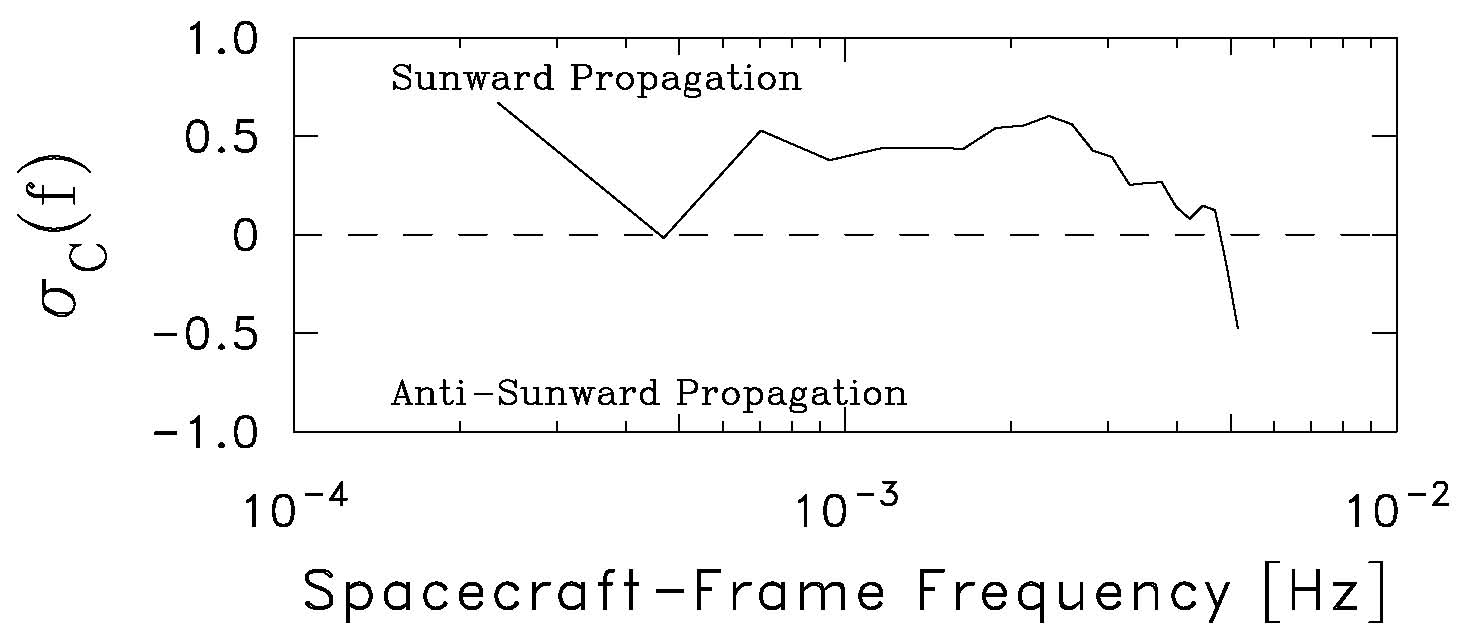 1.0
Sunward Propagation
0.5
σ_C(f)
0
−0.5
Anti−Sunward Propagation
−1.0
10^−4 10^−3 10^−2
Spacecraft−Frame Frequency [Hz]